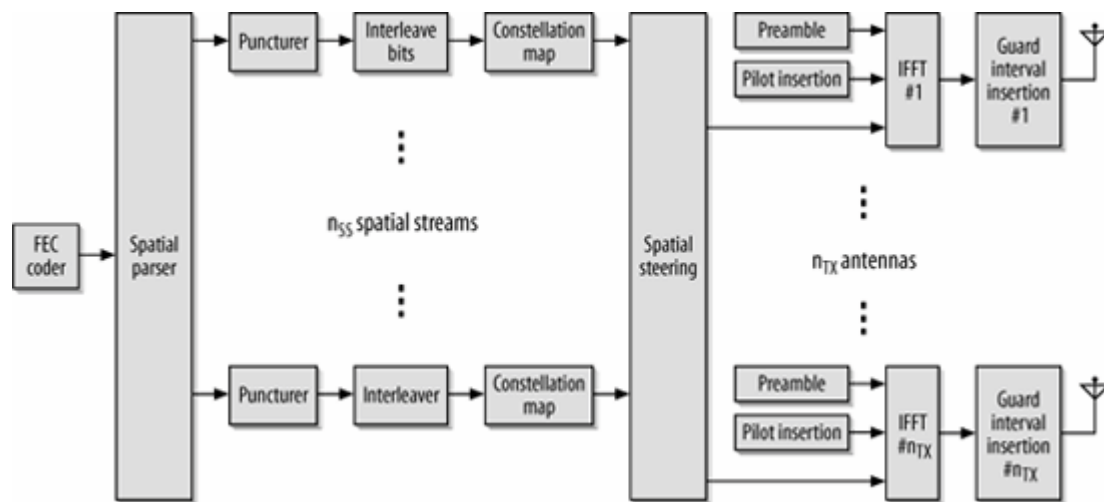 FEC
coder
Spatial
parser
Puncturer
Interleave
bits
Constellation
map
n_SS spatial streams
Puncturer
Interleaver
Constellation
map
Spatial
steering
Preamble
Pilot insertion
IFFT
#1
Guard
interval
insertion
#1
n_TX antennas
Preamble
Pilot insertion
IFFT
#n_TX
Guard
interval
insertion
#n_TX